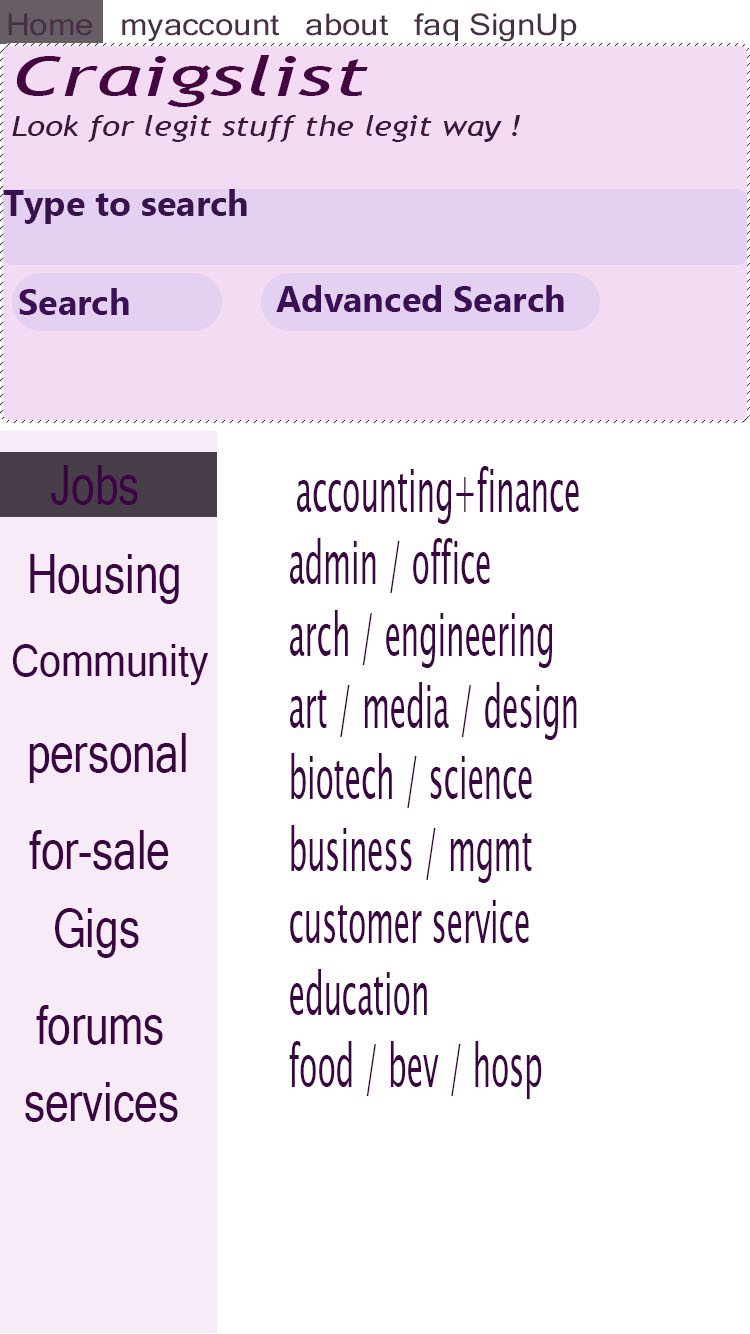 Home myaccount about faq SignUp
Craigslist
Look for legit stuff the legit way !
Type to search
Search Advanced Search
Jobs
Housing
Community
personal
for-sale
Gigs
forums
services
accounting+finance
admin / office
arch / engineering
art / media / design
biotech / science
business / mgmt
customer service
education
food / bev / hosp